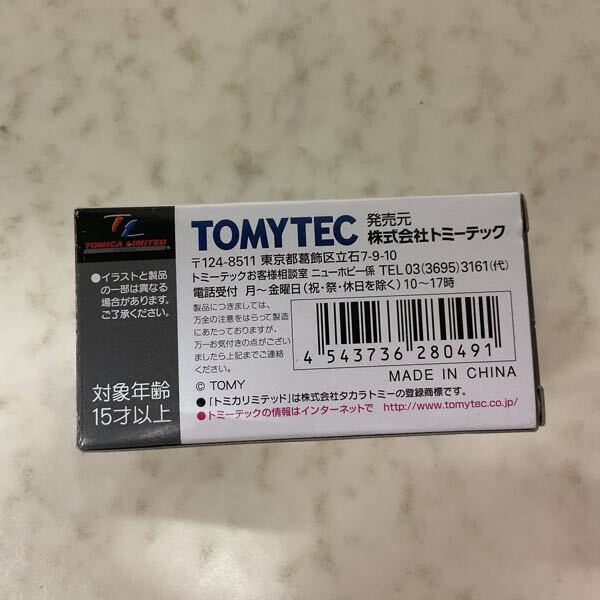 TL
TOMICA LIMITED
●イラストと製品
の一部は異なる
場合があります。
ご了承ください。
対象年齢
15才以上
TOMYTEC 発売元
株式会社トミーテック
〒124-8511 東京都葛飾区立石7-9-10
トミーテックお客様相談室 ニューホビー係 TEL 03(3695)3161(代)
電話受付 月〜金曜日(祝・祭・休日を除く)10〜17時
製品につきましては、
万全の注意をはらって製造
にあたっておりますが、
万一お気付きの点がござい
ましたら上記までご連絡
ください。
4 543736 280491
© TOMY
MADE IN CHINA
●「トミカリミテッド」は株式会社タカラトミーの登録商標です。
●トミーテックの情報はインターネットで http://www.tomytec.co.jp/